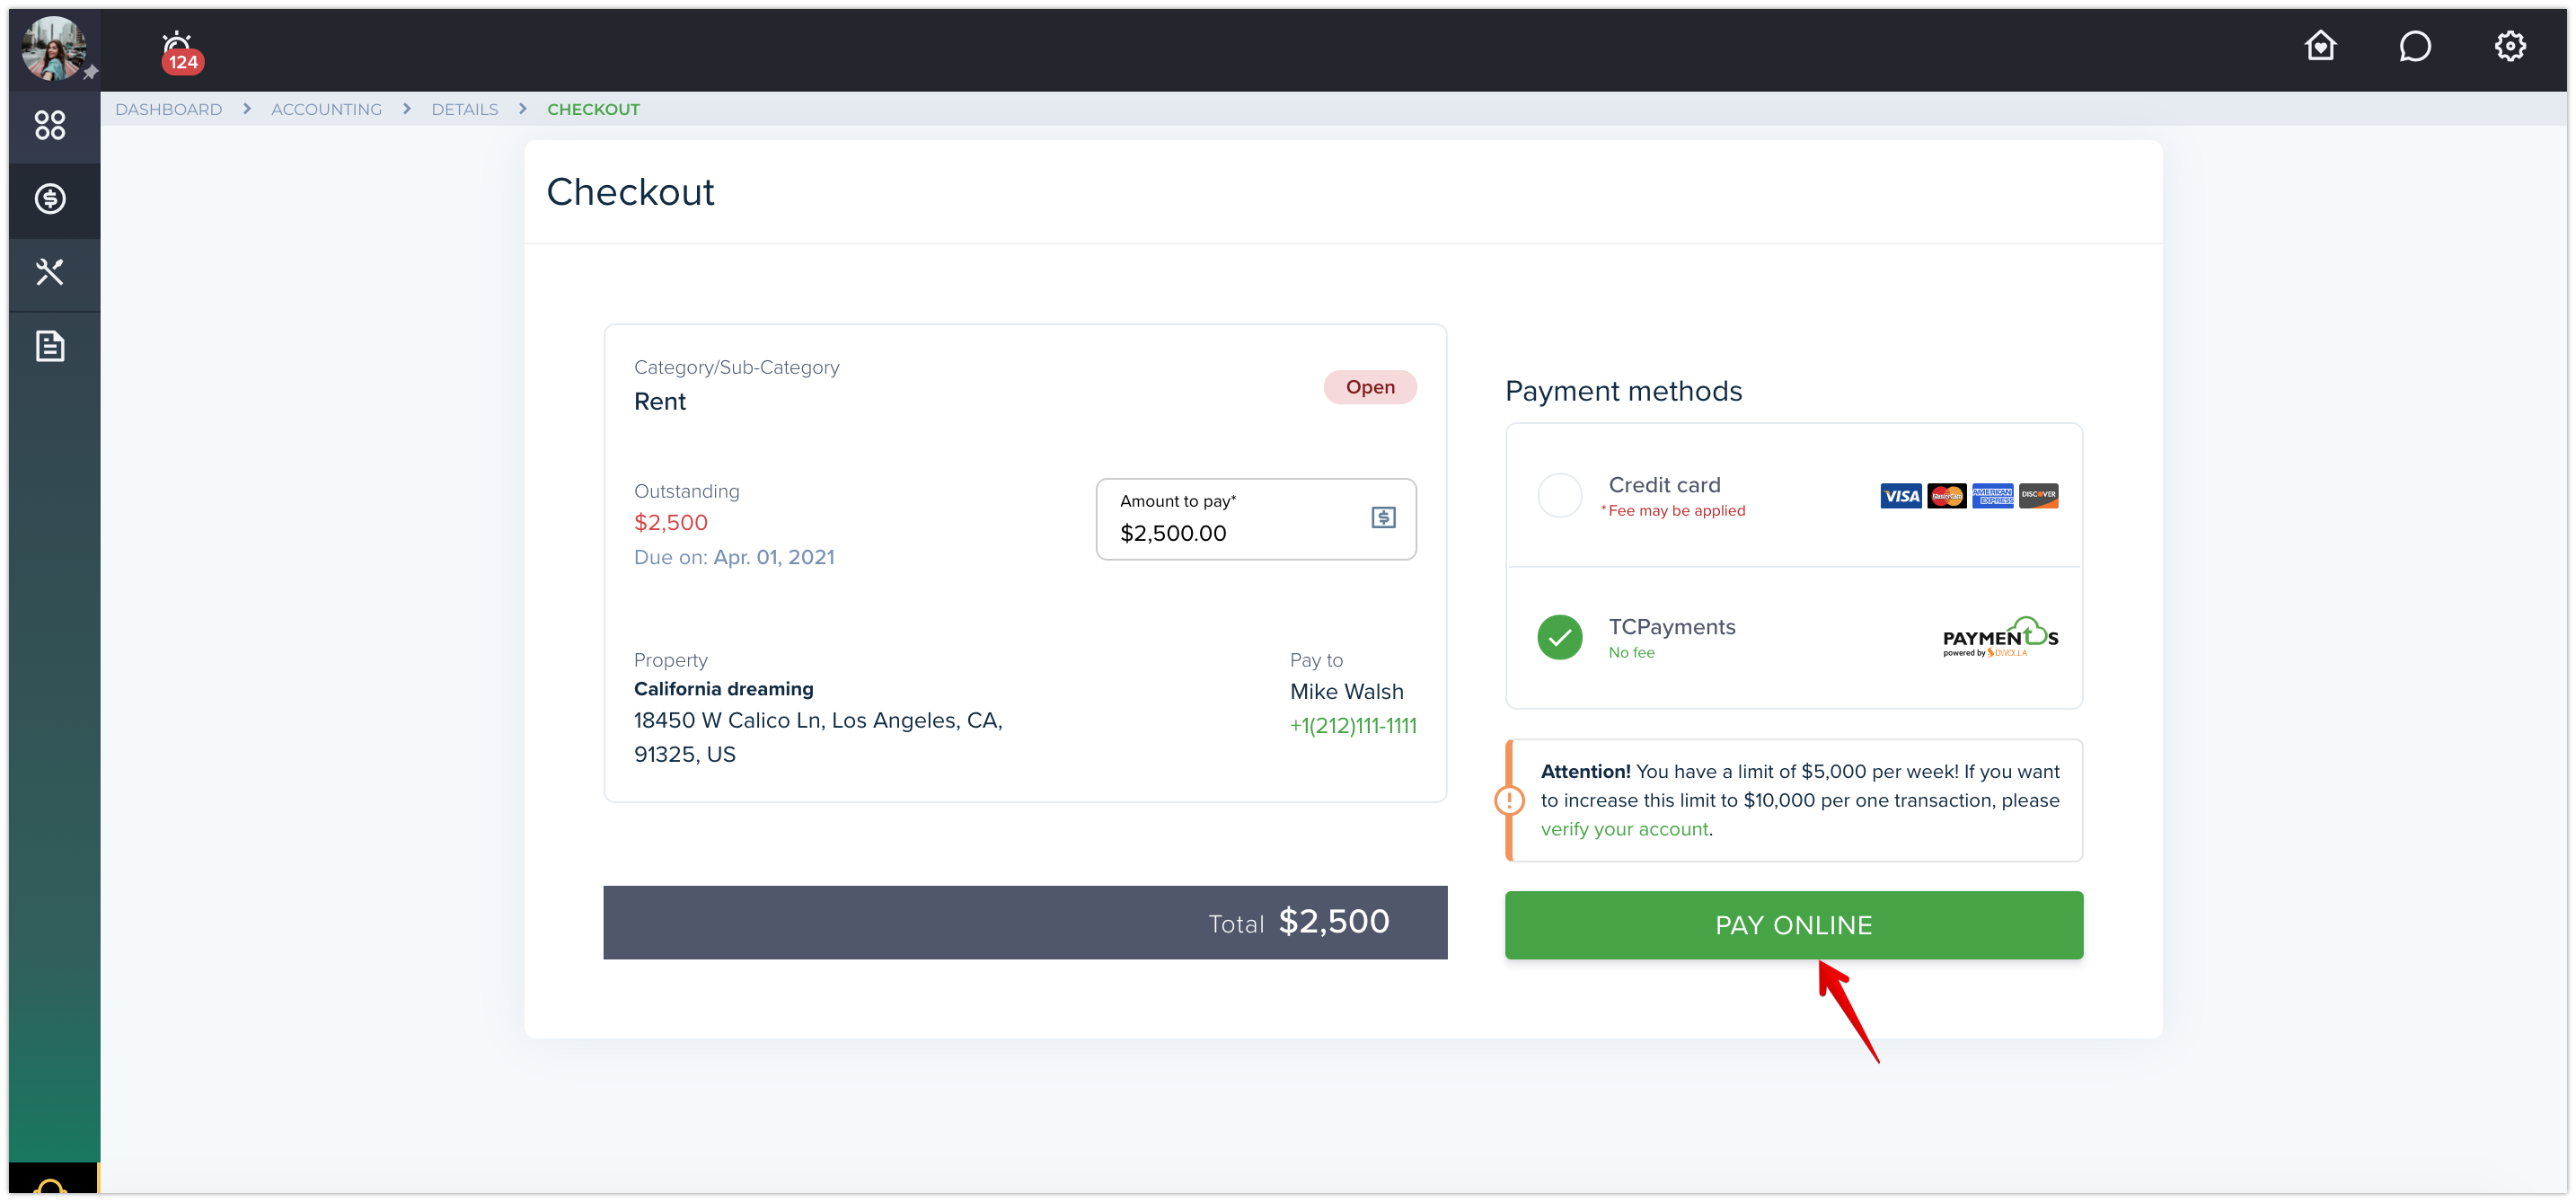 124
DASHBOARD > ACCOUNTING > DETAILS > CHECKOUT
Checkout
Category/Sub-Category
Rent
Open
Outstanding
$2,500
Due on: Apr. 01, 2021
Amount to pay*
$2,500.00
Property
California dreaming
18450 W Calico Ln, Los Angeles, CA,
91325, US
Pay to
Mike Walsh
+1(212)111-1111
Total $2,500
Payment methods
Credit card
*Fee may be applied
VISA MasterCard AMERICAN EXPRESS DISCOVER
TCPayments
No fee
PAYMENtS
powered by DWOLLA
Attention! You have a limit of $5,000 per week! If you want
to increase this limit to $10,000 per one transaction, please
verify your account.
PAY ONLINE